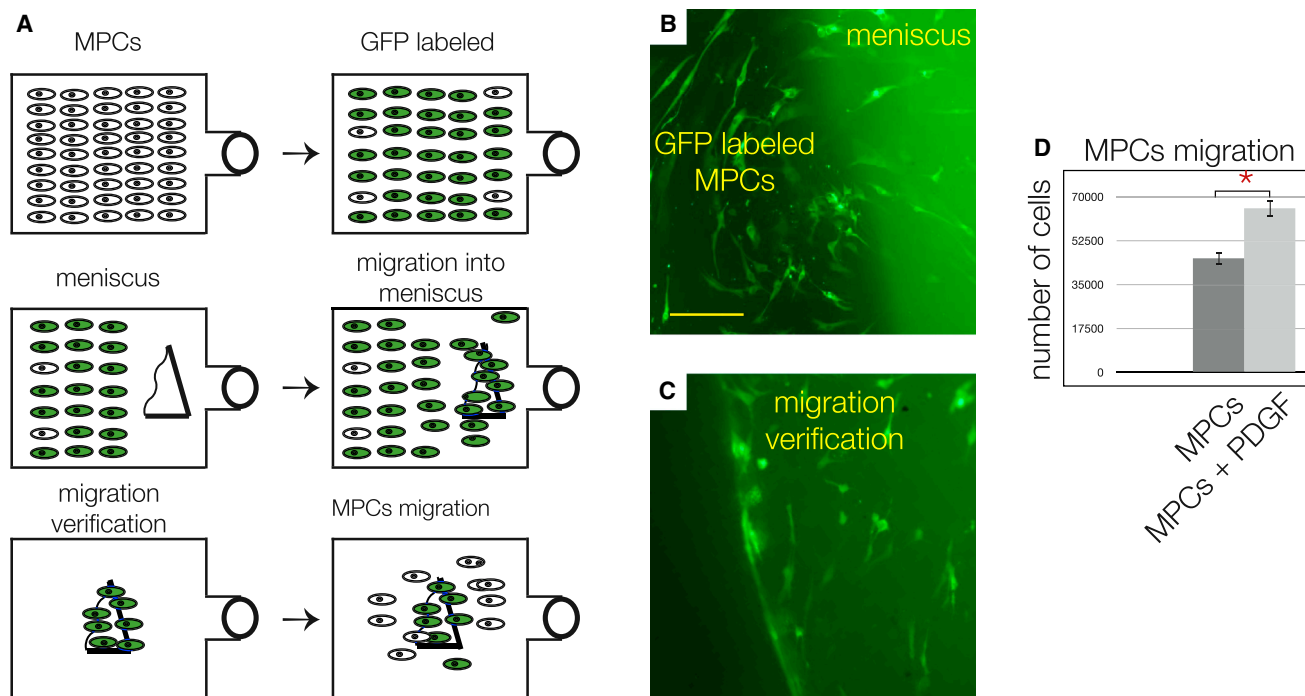 A
MPCs
GFP labeled
meniscus
migration into
meniscus
migration
verification
MPCs migration
B
meniscus
GFP labeled
MPCs
C
migration
verification
D
MPCs migration
*
number of cells
70000
52500
35000
17500
0
MPCs
MPCs + PDGF